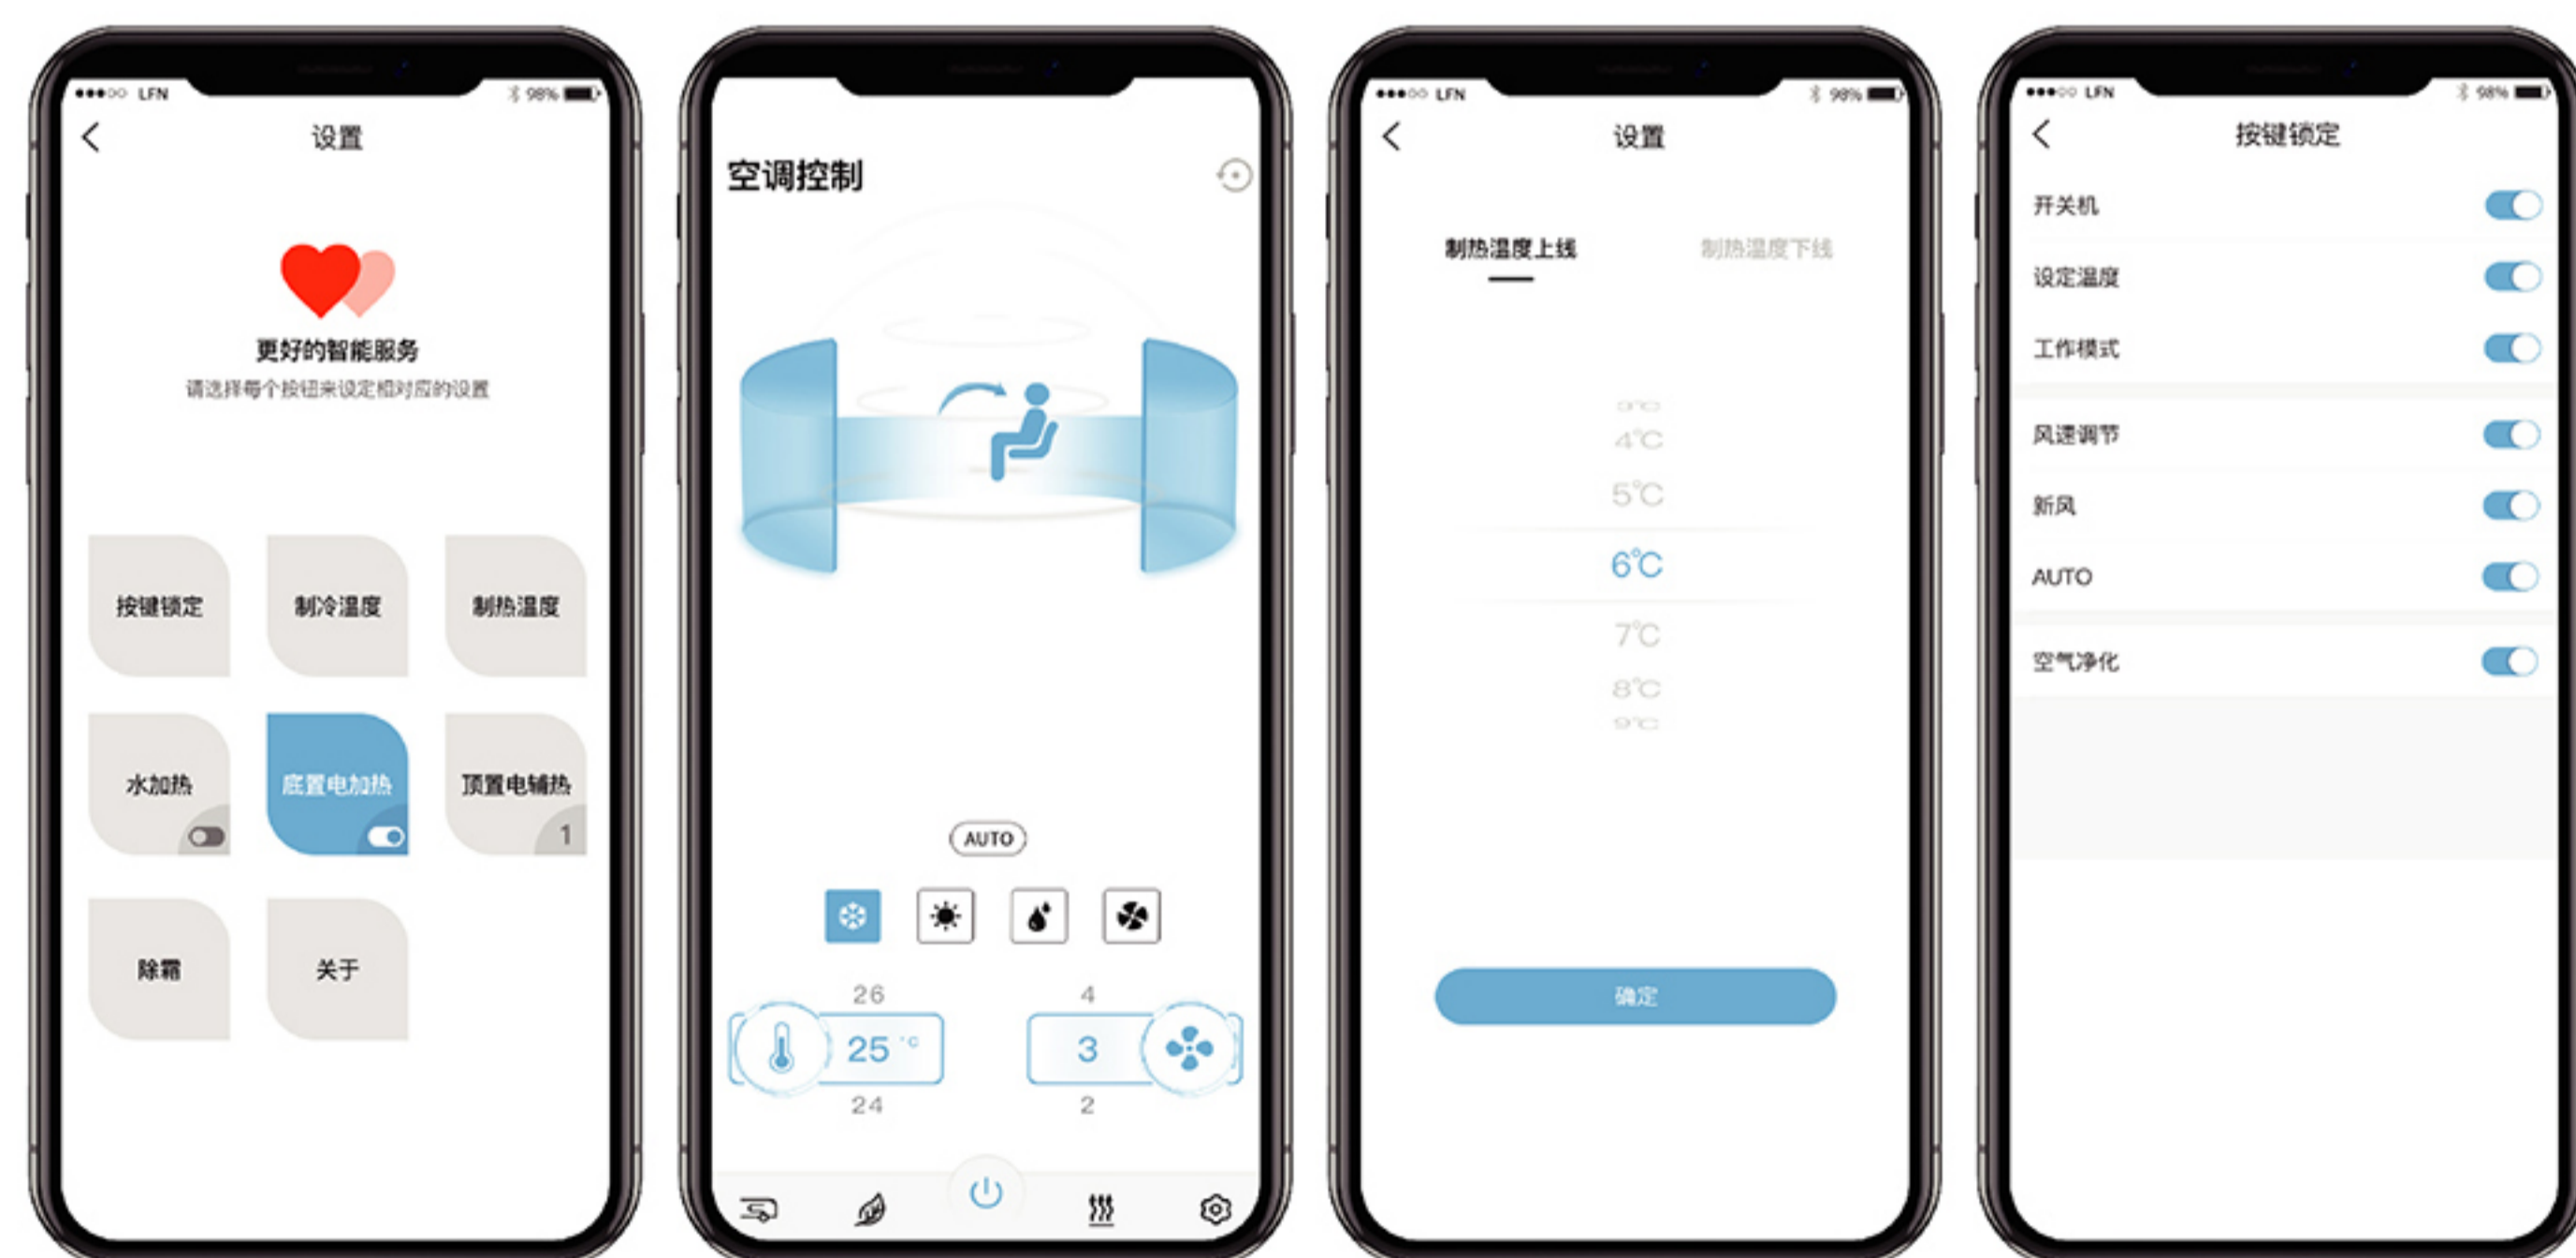 LFN
98%
设置
更好的智能服务
请选择每个按钮来设定相对应的设置
按键锁定
制冷温度
制热温度
水加热
底置电加热
顶置电辅热
1
除霜
关于
空调控制
AUTO
26
25 °C
24
4
3
2
LFN
98%
设置
制热温度上线
制热温度下线
3°C
4°C
5°C
6°C
7°C
8°C
9°C
确定
LFN
98%
按键锁定
开关机
设定温度
工作模式
风速调节
新风
AUTO
空气净化